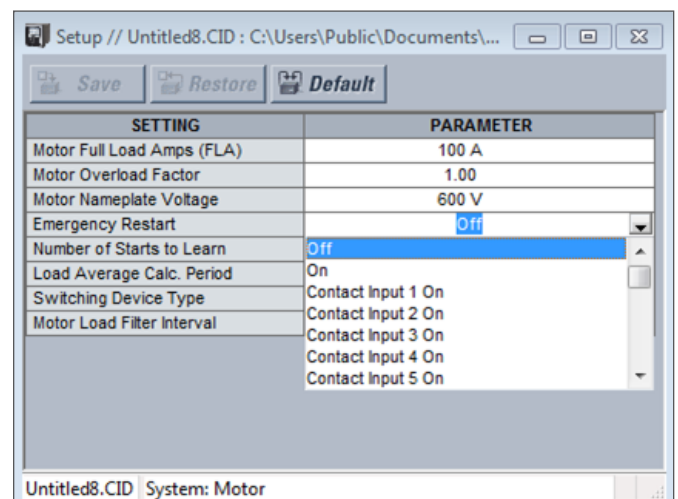 Setup // Untitled8.CID : C:\Users\Public\Documents\...
Save Restore Default
SETTING PARAMETER
Motor Full Load Amps (FLA) 100 A
Motor Overload Factor 1.00
Motor Nameplate Voltage 600 V
Emergency Restart Off
Number of Starts to Learn Off
Load Average Calc. Period On
Switching Device Type Contact Input 1 On
Contact Input 2 On
Motor Load Filter Interval Contact Input 3 On
Contact Input 4 On
Contact Input 5 On
Untitled8.CID System: Motor